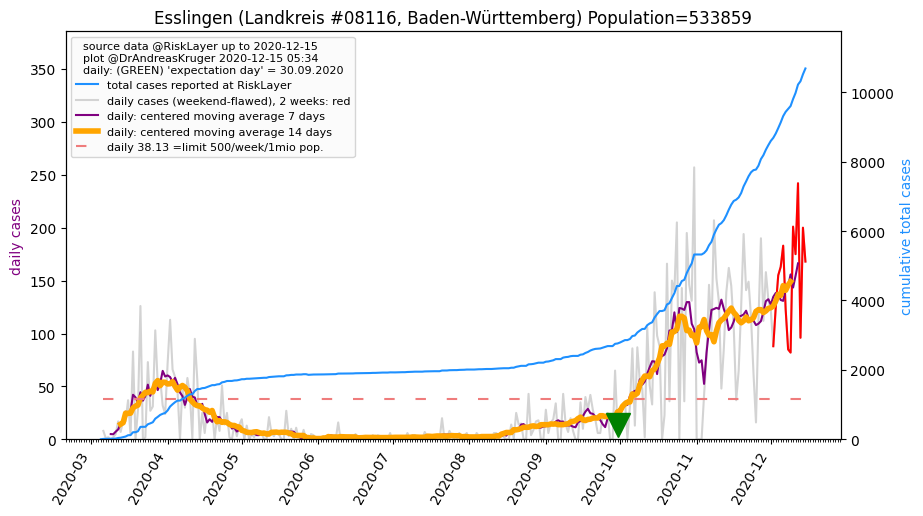 Esslingen (Landkreis #08116, Baden-Württemberg) Population=533859
source data @RiskLayer up to 2020-12-15
plot @DrAndreasKruger 2020-12-15 05:34
daily: (GREEN) 'expectation day' = 30.09.2020
total cases reported at RiskLayer
daily cases (weekend-flawed), 2 weeks: red
daily: centered moving average 7 days
daily: centered moving average 14 days
daily 38.13 =limit 500/week/1mio pop.
daily cases
350
300
250
200
150
100
50
0
10000
8000
6000
4000
2000
0
cumulative total cases
2020-03
2020-04
2020-05
2020-06
2020-07
2020-08
2020-09
2020-10
2020-11
2020-12